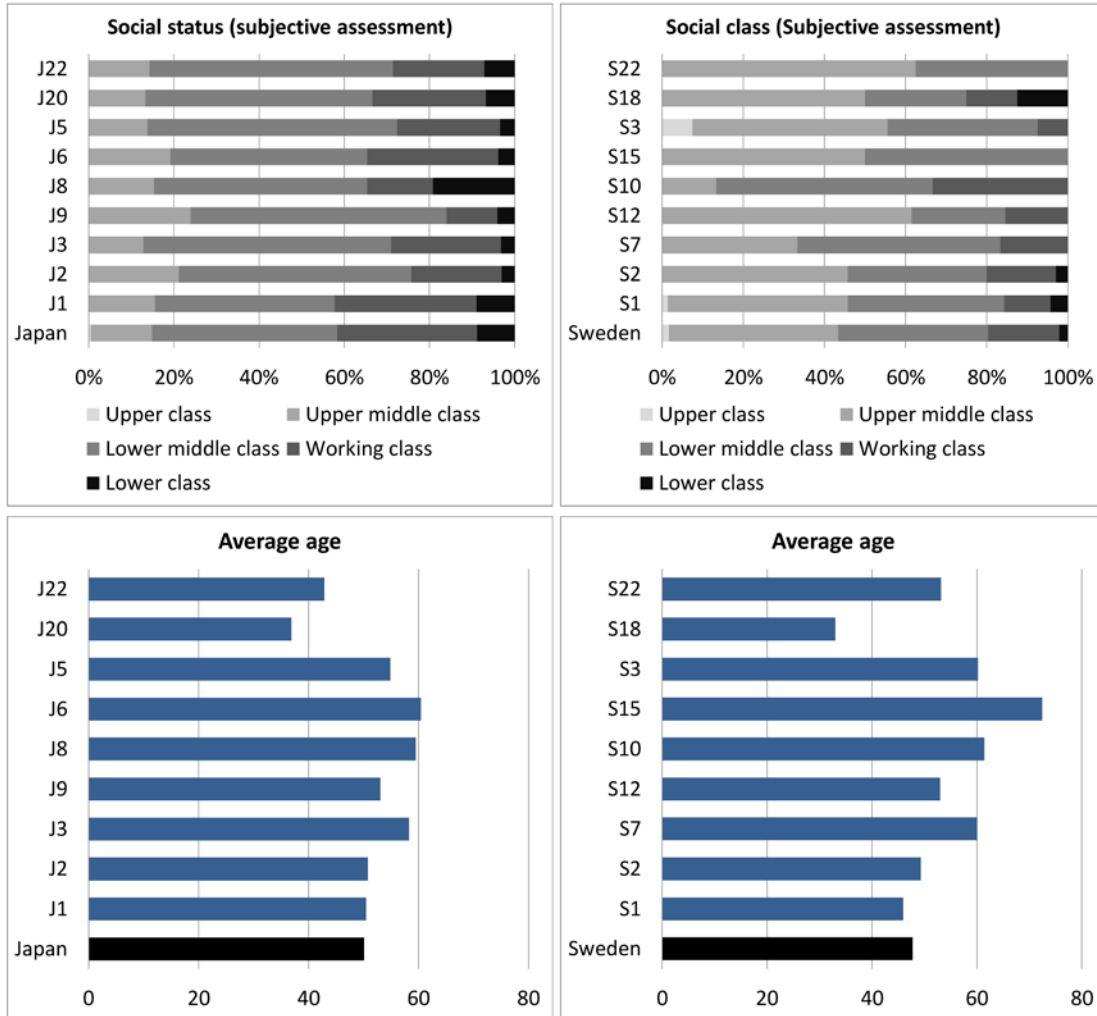 Social status (subjective assessment)
J22
J20
J5
J6
J8
J9
J3
J2
J1
Japan
0% 20% 40% 60% 80% 100%
Upper class Upper middle class
Lower middle class Working class
Lower class
Social class (Subjective assessment)
S22
S18
S3
S15
S10
S12
S7
S2
S1
Sweden
0% 20% 40% 60% 80% 100%
Upper class Upper middle class
Lower middle class Working class
Lower class
Average age
J22
J20
J5
J6
J8
J9
J3
J2
J1
Japan
0 20 40 60 80
Average age
S22
S18
S3
S15
S10
S12
S7
S2
S1
Sweden
0 20 40 60 80